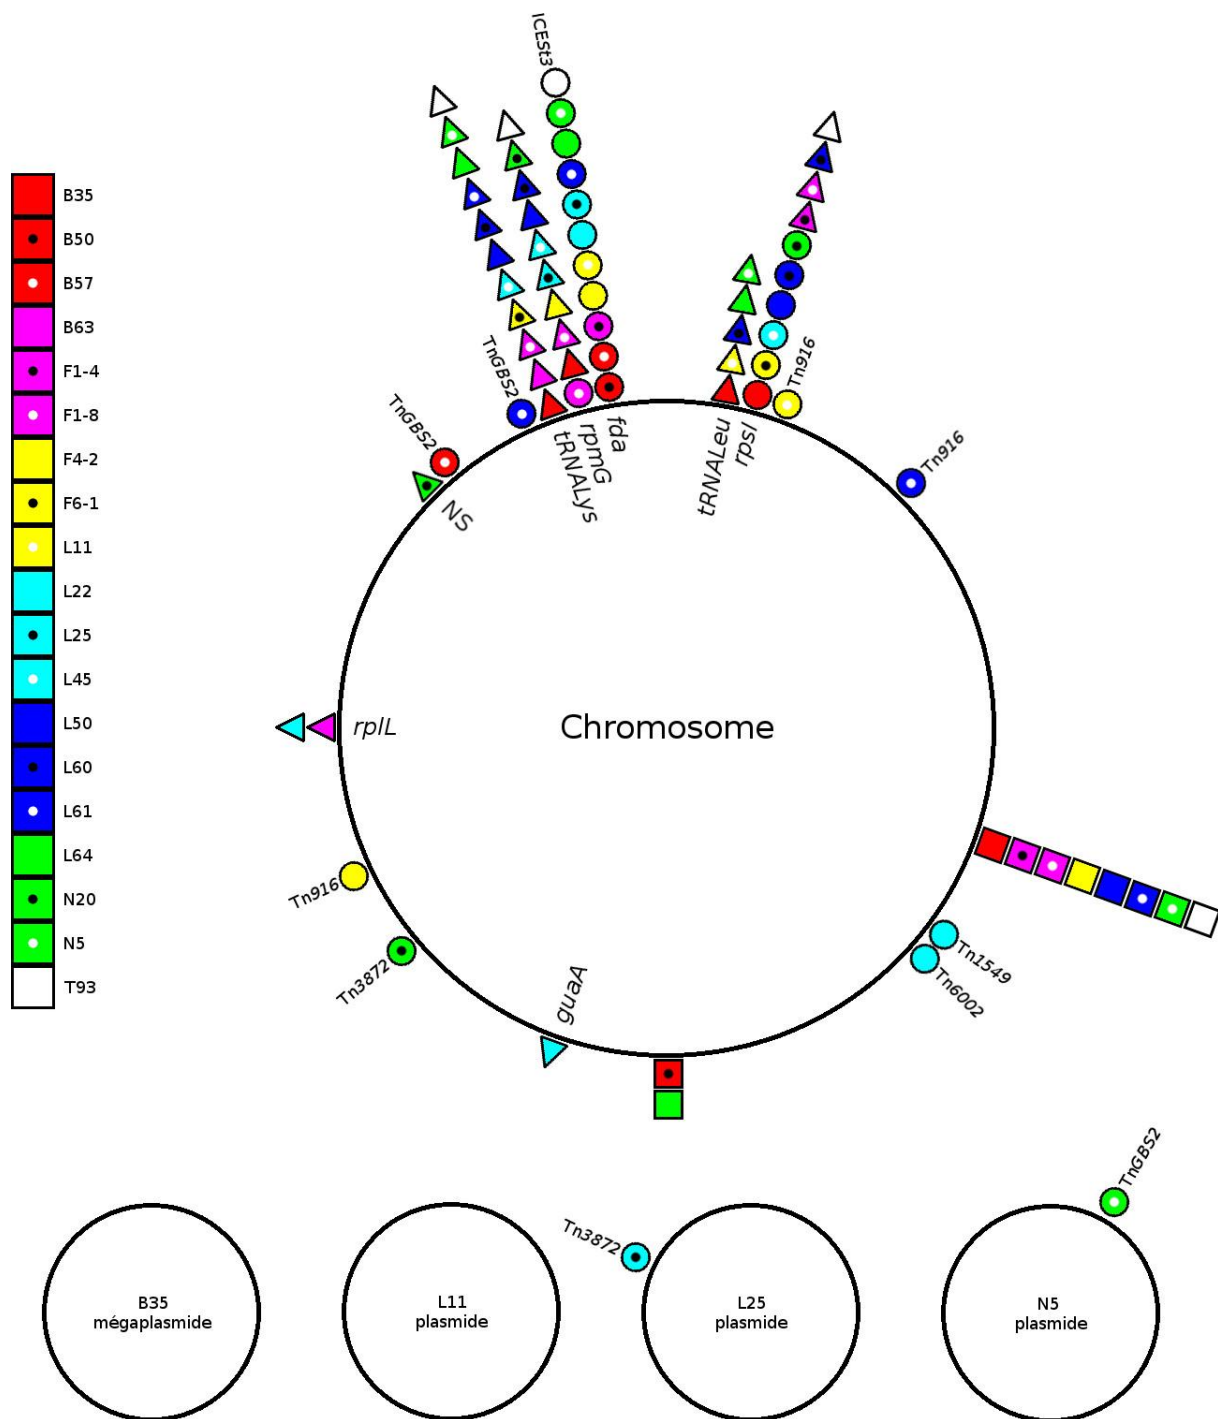 ICESt3
TnGBS2
TnGBS2
Tn916
Tn916
B35
B50
B57
B63
F1-4
F1-8
F4-2
F6-1
L11
L22
L25
L45
L50
L60
L61
L64
N20
N5
T93
NS
tRNALys
rpmG
fda
tRNALeu
rpsI
rplL
Chromosome
Tn916
Tn3872
guaA
Tn1549
Tn6002
TnGBS2
Tn3872
B35
mégaplasmide
L11
plasmide
L25
plasmide
N5
plasmide